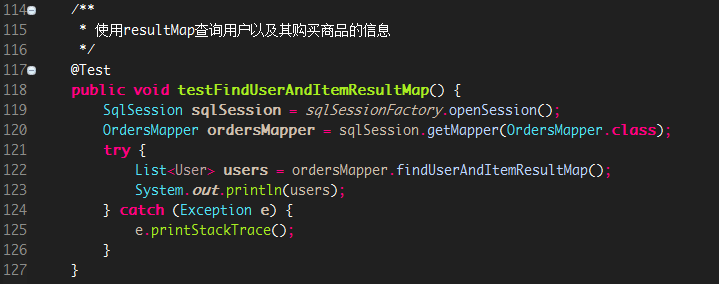 114 /**
115 * 使用resultMap查询用户以及其购买商品的信息
116 */
117 @Test
118 public void testFindUserAndItemResultMap() {
119 SqlSession sqlSession = sqlSessionFactory.openSession();
120 OrdersMapper ordersMapper = sqlSession.getMapper(OrdersMapper.class);
121 try {
122 List<User> users = ordersMapper.findUserAndItemResultMap();
123 System.out.println(users);
124 } catch (Exception e) {
125 e.printStackTrace();
126 }
127 }